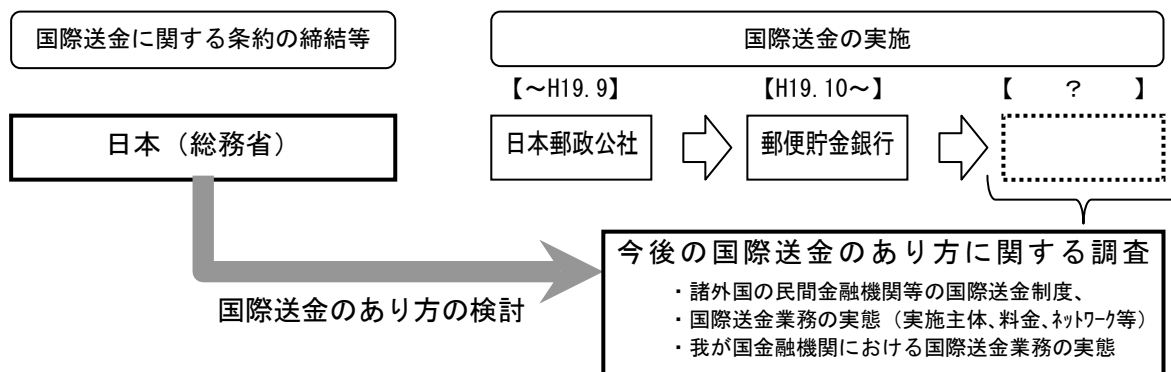 国際送金に関する条約の締結等
国際送金の実施
【～H19.9】
【H19.10～】
【　？　】
日本（総務省）
日本郵政公社
郵便貯金銀行
国際送金のあり方の検討
今後の国際送金のあり方に関する調査
・諸外国の民間金融機関等の国際送金制度、
・国際送金業務の実態（実施主体、料金、ﾈｯﾄﾜｰｸ等）
・我が国金融機関における国際送金業務の実態